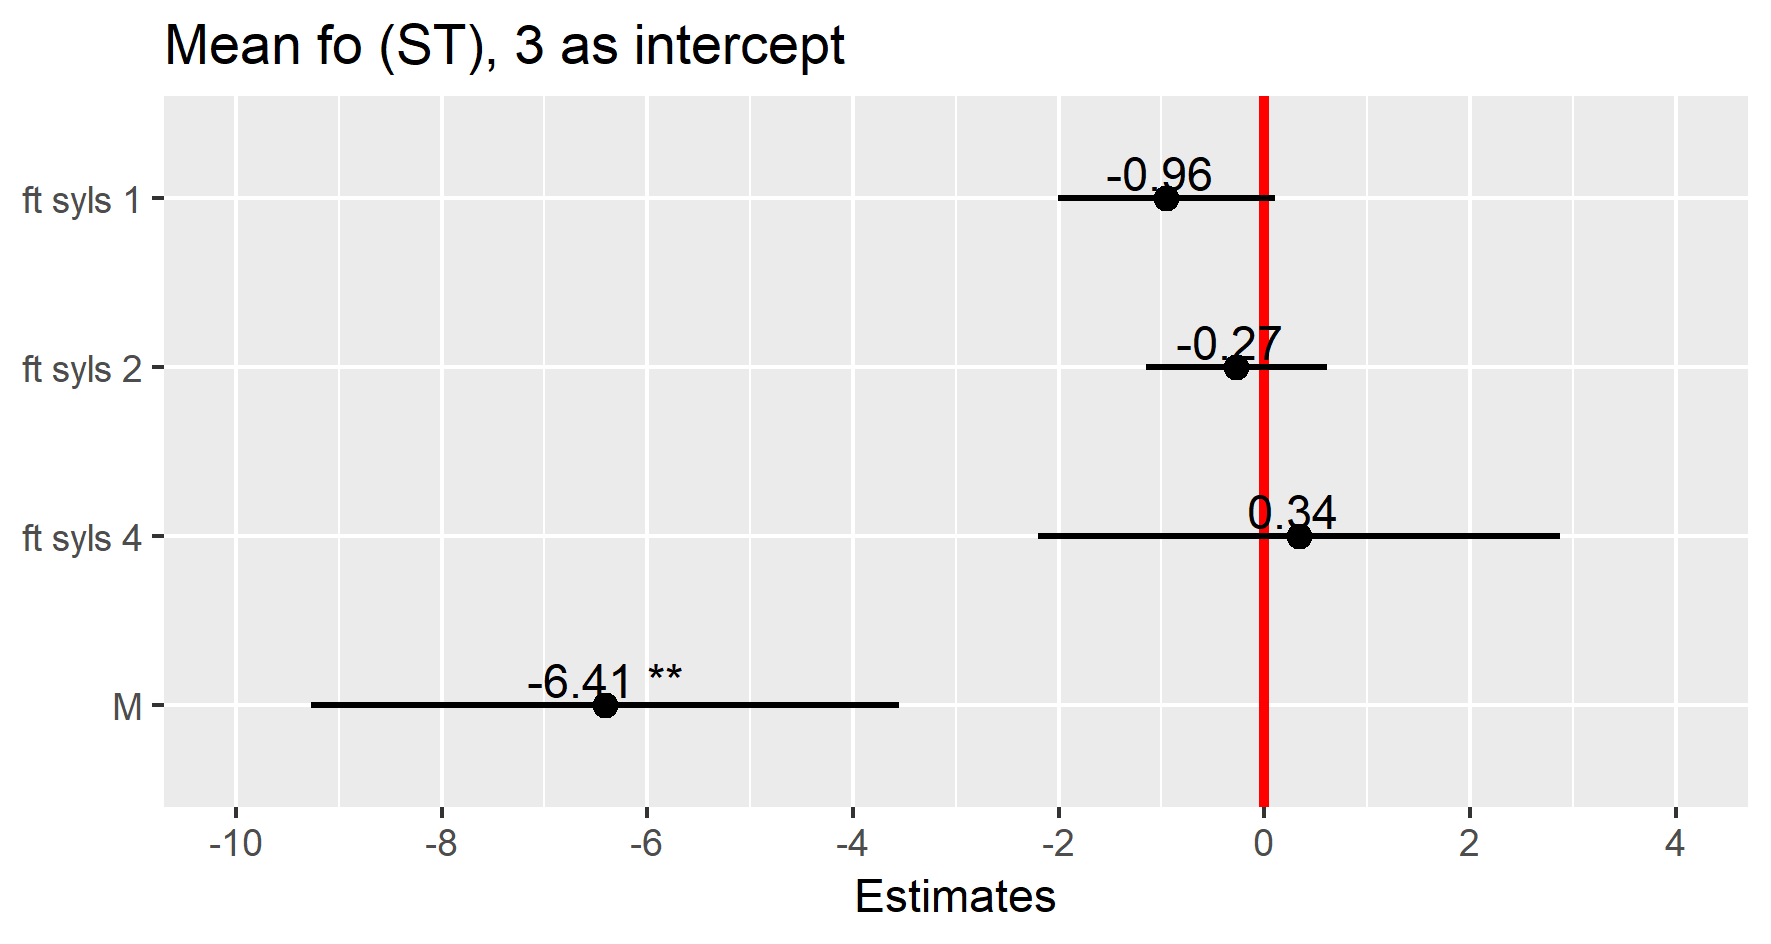 Mean fo (ST), 3 as intercept
ft syls 1
-0.96
ft syls 2
-0.27
ft syls 4
0.34
M
-6.41 **
-10 -8 -6 -4 -2 0 2 4
Estimates